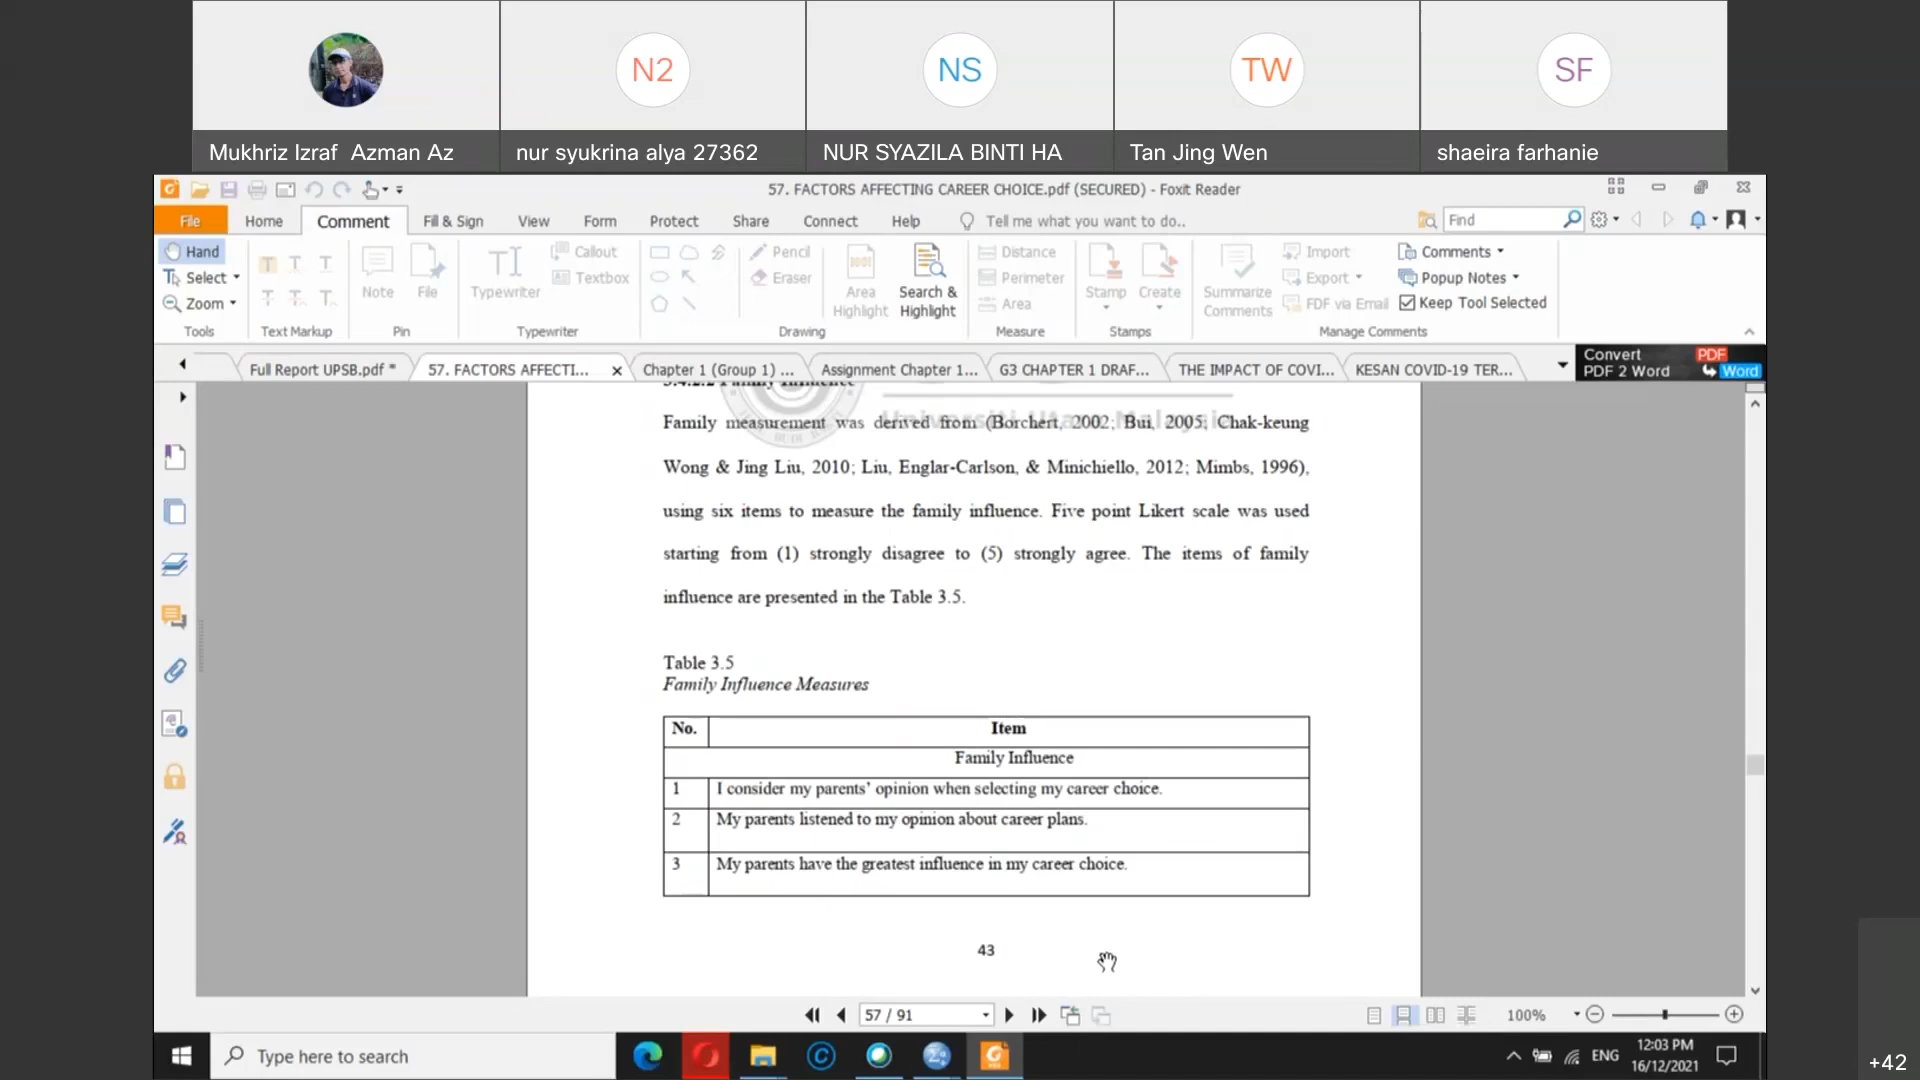 N2
NS
TW
SF
Mukhriz Izraf Azman Az
nur syukrina alya 27362
NUR SYAZILA BINTI HA
Tan Jing Wen
shaeira farhanie
57. FACTORS AFFECTING CAREER CHOICE.pdf (SECURED) - Foxit Reader
File
Home
Comment
Fill & Sign
View
Form
Protect
Share
Connect
Help
Tell me what you want to do..
Find
Hand
Select
Zoom
Tools
Text Markup
Note
File
Pin
Typewriter
Callout
Textbox
Typewriter
Pencil
Eraser
Area
Highlight
Search &
Highlight
Drawing
Distance
Perimeter
Area
Measure
Stamp
Create
Stamps
Summarize
Comments
Import
Export
FDF via Email
Comments
Popup Notes
Keep Tool Selected
Manage Comments
Full Report UPSB.pdf *
57. FACTORS AFFECTI...
Chapter 1 (Group 1) ...
Assignment Chapter 1...
G3 CHAPTER 1 DRAF...
THE IMPACT OF COVI...
KESAN COVID-19 TER...
Convert
PDF 2 Word
PDF
Word
Family measurement was derived from (Borchert, 2002; Bui, 2005; Chak-keung
Wong & Jing Liu, 2010; Liu, Englar-Carlson, & Minichiello, 2012; Mimbs, 1996),
using six items to measure the family influence. Five point Likert scale was used
starting from (1) strongly disagree to (5) strongly agree. The items of family
influence are presented in the Table 3.5.
Table 3.5
Family Influence Measures
No. Item
Family Influence
1 I consider my parents' opinion when selecting my career choice.
2 My parents listened to my opinion about career plans.
3 My parents have the greatest influence in my career choice.
43
57 / 91
100%
Type here to search
ENG
12:03 PM
16/12/2021
+42